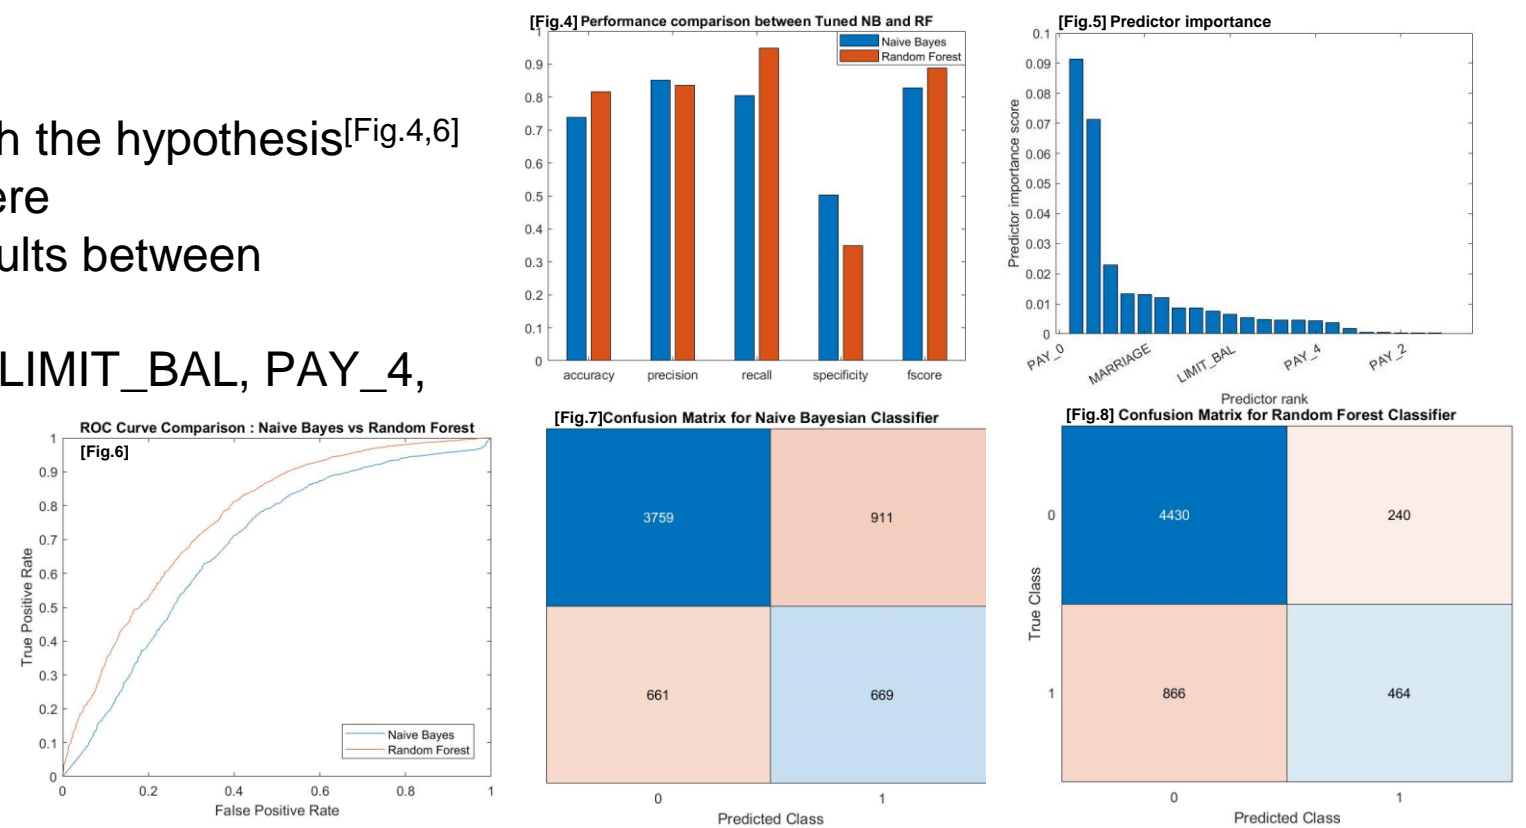 h the hypothesis[Fig.4,6]
ere
ults between
LIMIT_BAL, PAY_4,
[Fig.4] Performance comparison between Tuned NB and RF
Naive Bayes
Random Forest
1
0.9
0.8
0.7
0.6
0.5
0.4
0.3
0.2
0.1
0
accuracy precision recall specificity fscore
[Fig.5] Predictor importance
Predictor importance score
0.1
0.09
0.08
0.07
0.06
0.05
0.04
0.03
0.02
0.01
0
PAY_0 MARRIAGE LIMIT_BAL PAY_4 PAY_2
Predictor rank
ROC Curve Comparison : Naive Bayes vs Random Forest
[Fig.6]
True Positive Rate
1
0.9
0.8
0.7
0.6
0.5
0.4
0.3
0.2
0.1
0
Naive Bayes
Random Forest
0 0.2 0.4 0.6 0.8 1
False Positive Rate
[Fig.7]Confusion Matrix for Naive Bayesian Classifier
3759 911
661 669
0 1
Predicted Class
[Fig.8] Confusion Matrix for Random Forest Classifier
True Class
0 4430 240
1 866 464
0 1
Predicted Class